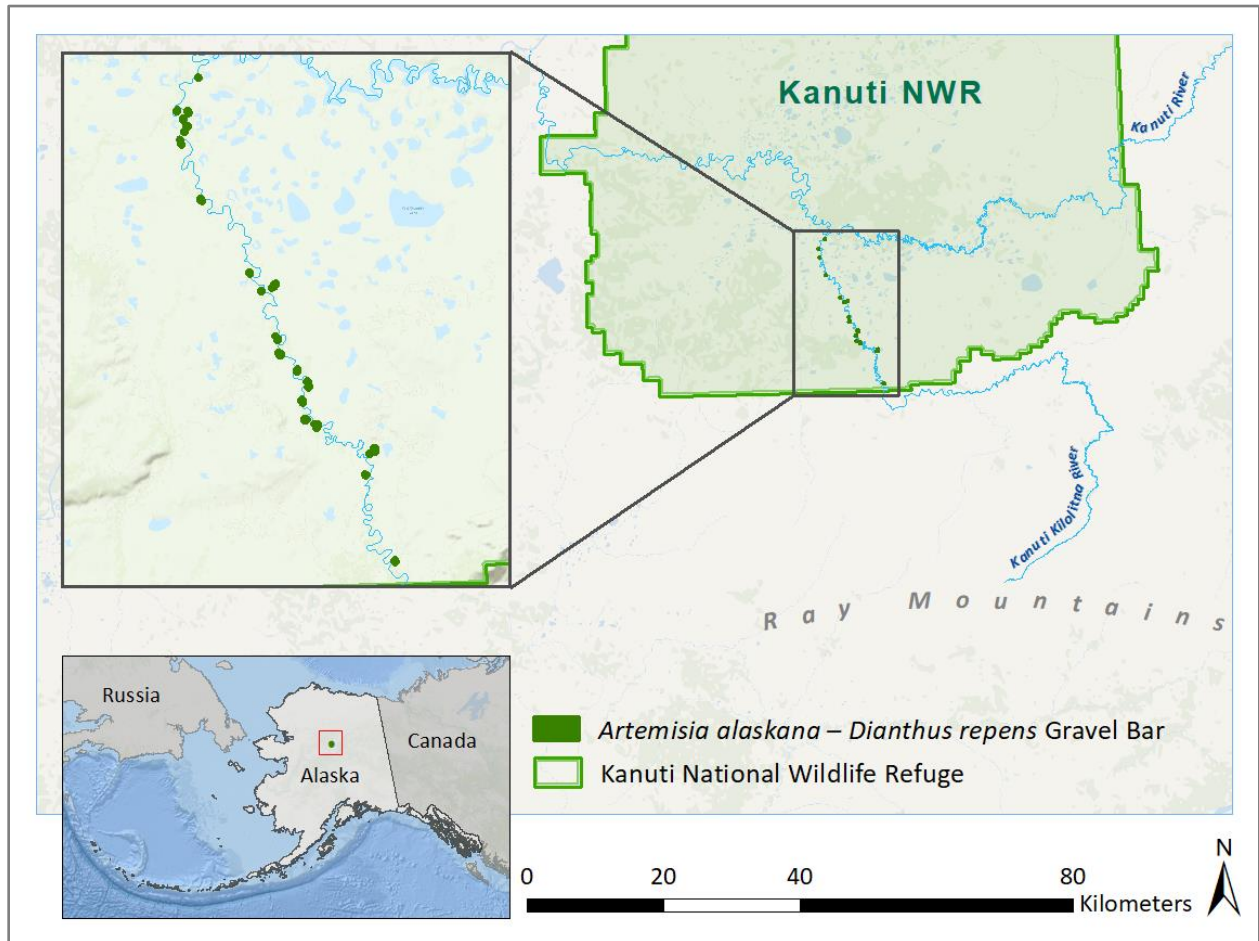 Kanuti NWR
Kanuti River
Kanuti Kilolitna River
Ray Mountains
Russia
Canada
Alaska
Artemisia alaskana – Dianthus repens Gravel Bar
Kanuti National Wildlife Refuge
N
0 20 40 80
Kilometers